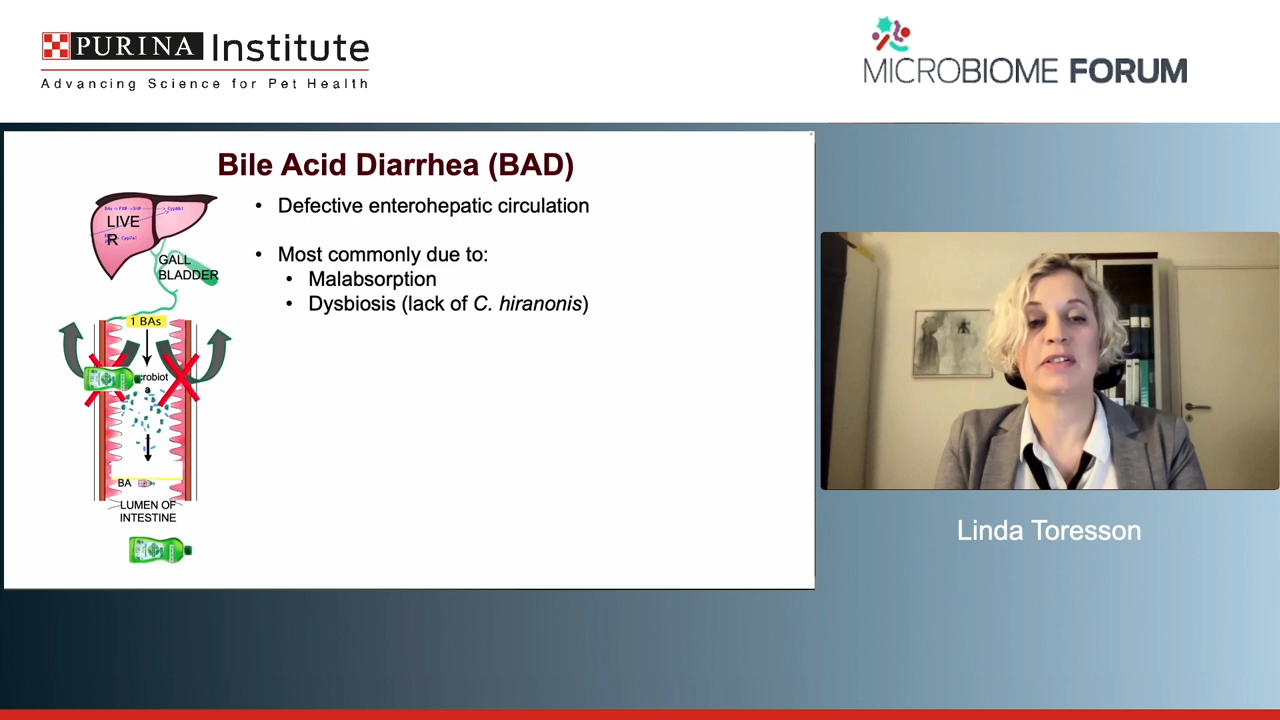 PURINA Institute
Advancing Science for Pet Health
MICROBIOME FORUM
Bile Acid Diarrhea (BAD)
• Defective enterohepatic circulation
• Most commonly due to:
• Malabsorption
• Dysbiosis (lack of C. hiranonis)
LIVE
R
GALL
BLADDER
1 BAs
robiot
a
BA
LUMEN OF
INTESTINE
Linda Toresson